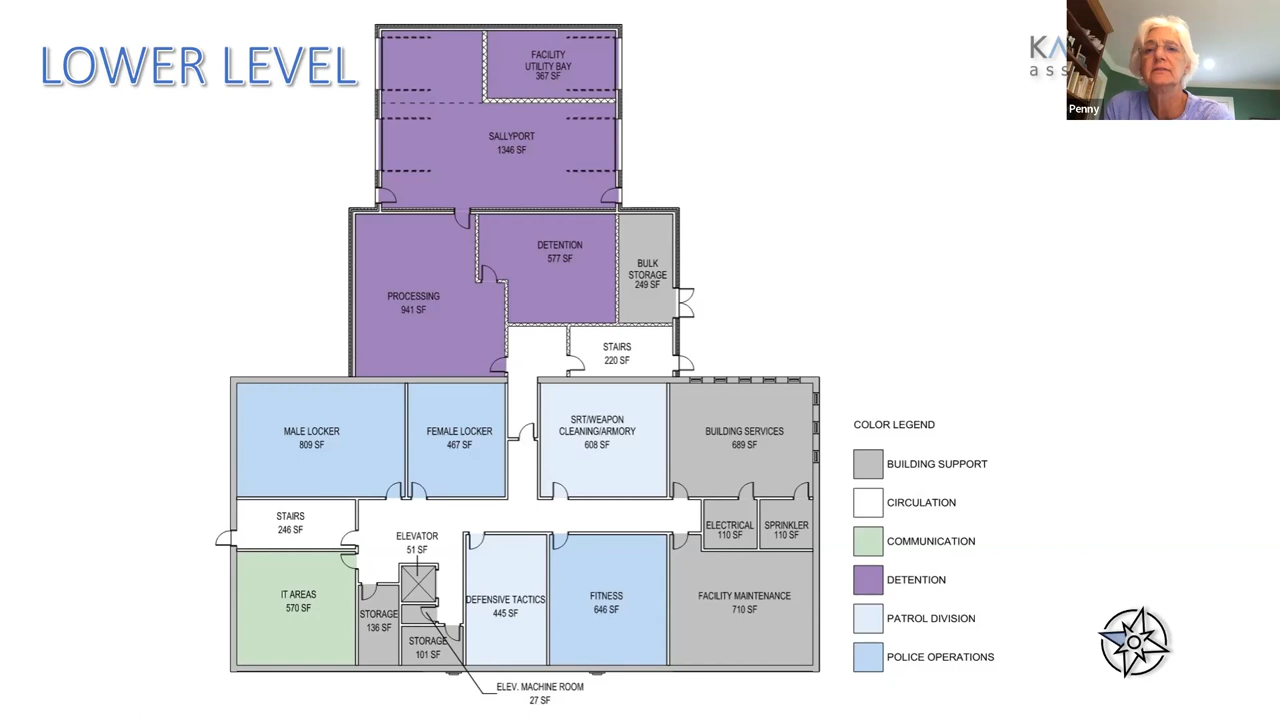 LOWER LEVEL
KA
ass
Penny
FACILITY
UTILITY BAY
367 SF
SALLYPORT
1346 SF
DETENTION
577 SF
BULK
STORAGE
249 SF
PROCESSING
941 SF
STAIRS
220 SF
MALE LOCKER
809 SF
FEMALE LOCKER
467 SF
SRT/WEAPON
CLEANING/ARMORY
608 SF
BUILDING SERVICES
689 SF
STAIRS
246 SF
ELEVATOR
51 SF
ELECTRICAL
110 SF
SPRINKLER
110 SF
IT AREAS
570 SF
STORAGE
136 SF
STORAGE
101 SF
DEFENSIVE TACTICS
445 SF
FITNESS
646 SF
FACILITY MAINTENANCE
710 SF
ELEV. MACHINE ROOM
27 SF
COLOR LEGEND
BUILDING SUPPORT
CIRCULATION
COMMUNICATION
DETENTION
PATROL DIVISION
POLICE OPERATIONS